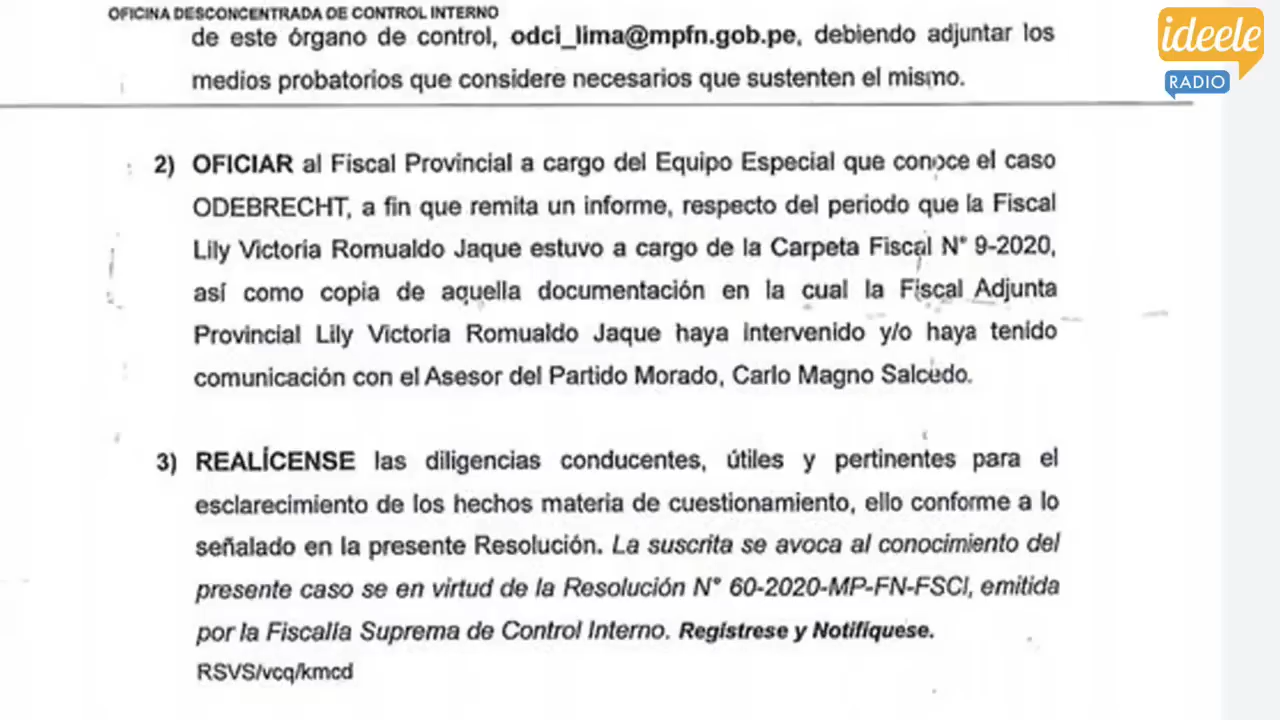 OFICINA DESCONCENTRADA DE CONTROL INTERNO
ideele
RADIO
de este órgano de control, odci_lima@mpfn.gob.pe, debiendo adjuntar los
medios probatorios que considere necesarios que sustenten el mismo.
2) OFICIAR al Fiscal Provincial a cargo del Equipo Especial que conoce el caso
ODEBRECHT, a fin que remita un informe, respecto del periodo que la Fiscal
Lily Victoria Romualdo Jaque estuvo a cargo de la Carpeta Fiscal N° 9-2020,
así como copia de aquella documentación en la cual la Fiscal Adjunta
Provincial Lily Victoria Romualdo Jaque haya intervenido y/o haya tenido
comunicación con el Asesor del Partido Morado, Carlo Magno Salcedo.
3) REALÍCENSE las diligencias conducentes, útiles y pertinentes para el
esclarecimiento de los hechos materia de cuestionamiento, ello conforme a lo
señalado en la presente Resolución. La suscrita se avoca al conocimiento del
presente caso se en virtud de la Resolución N° 60-2020-MP-FN-FSCI, emitida
por la Fiscalía Suprema de Control Interno. Regístrese y Notifíquese.
RSVS/vcq/kmcd